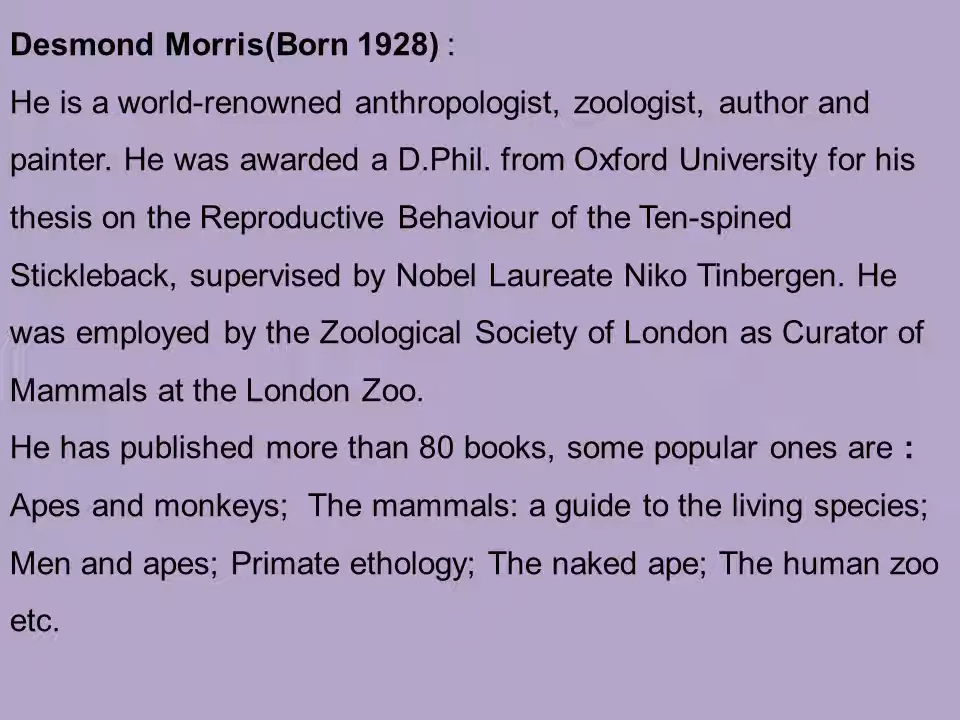 Desmond Morris(Born 1928) :
He is a world-renowned anthropologist, zoologist, author and
painter. He was awarded a D.Phil. from Oxford University for his
thesis on the Reproductive Behaviour of the Ten-spined
Stickleback, supervised by Nobel Laureate Niko Tinbergen. He
was employed by the Zoological Society of London as Curator of
Mammals at the London Zoo.
He has published more than 80 books, some popular ones are :
Apes and monkeys;  The mammals: a guide to the living species;
Men and apes; Primate ethology; The naked ape; The human zoo
etc.